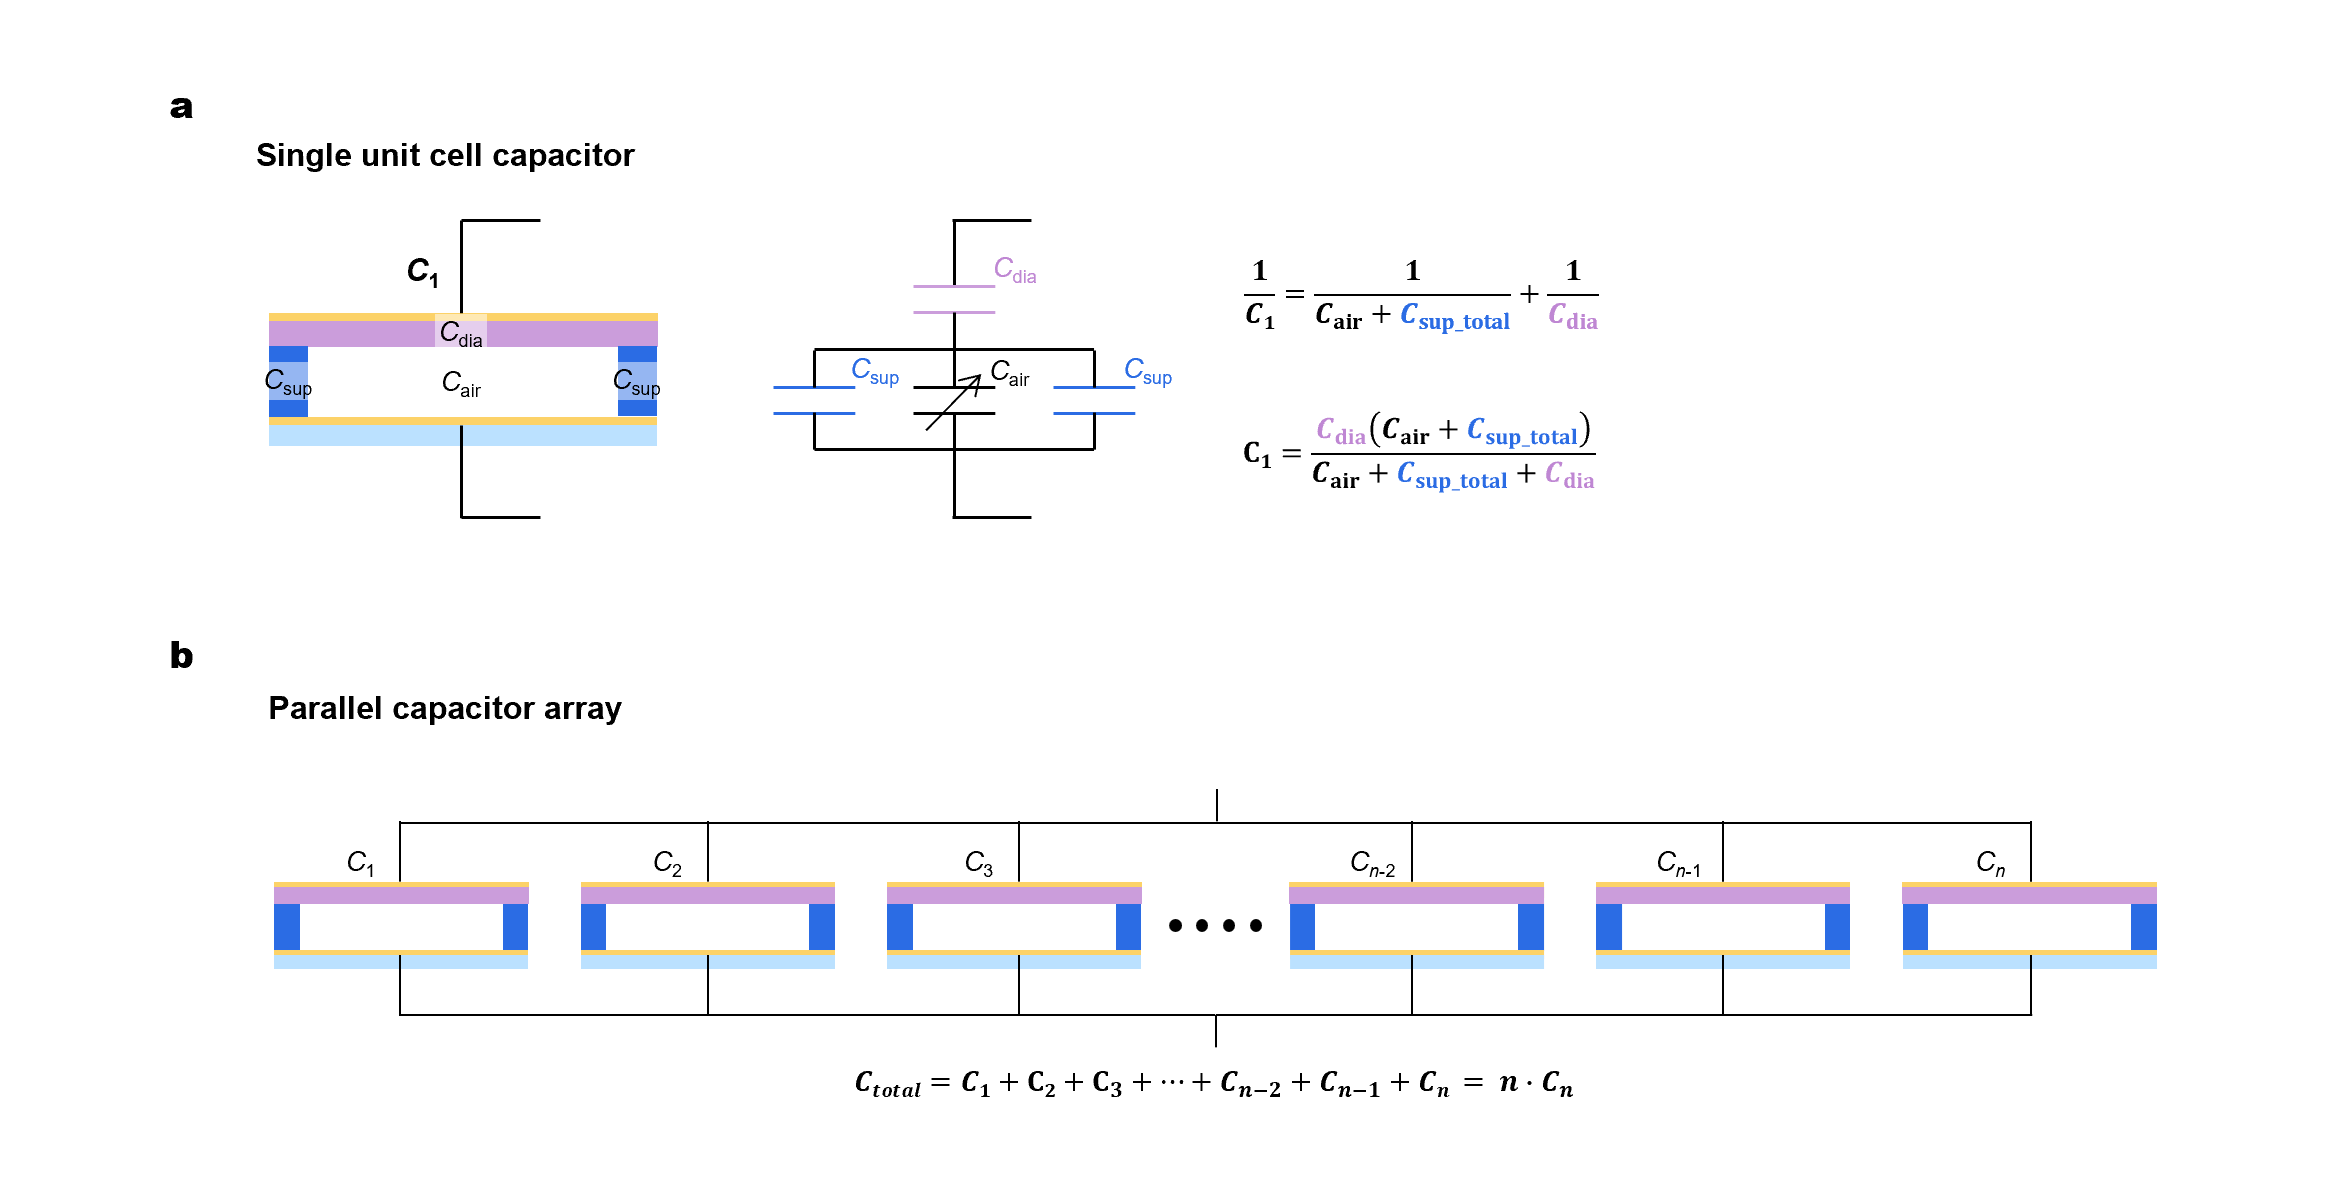 a
Single unit cell capacitor
C1
Cdia
Csup
Cair
Csup
Cdia
Csup
Cair
Csup
1/C1 = 1/(Cair + Csup_total) + 1/Cdia
C1 = Cdia(Cair + Csup_total)/(Cair + Csup_total + Cdia)
b
Parallel capacitor array
C1 C2 C3 Cn-2 Cn-1 Cn
Ctotal = C1 + C2 + C3 + ⋯ + Cn−2 + Cn−1 + Cn = n · Cn